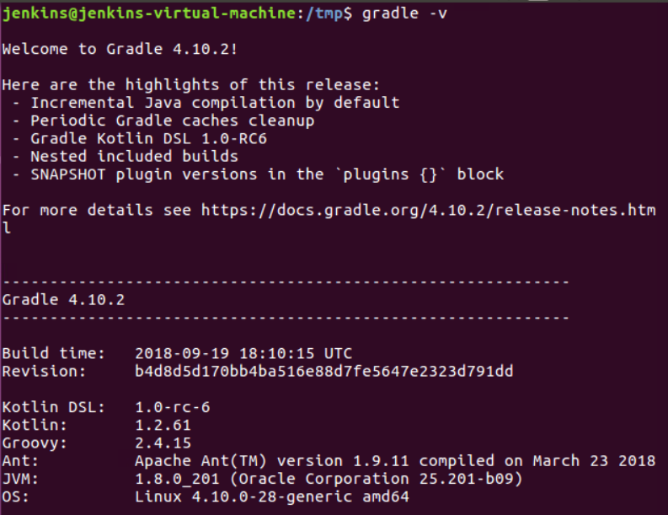 jenkins@jenkins-virtual-machine:/tmp$ gradle -v
Welcome to Gradle 4.10.2!
Here are the highlights of this release:
 - Incremental Java compilation by default
 - Periodic Gradle caches cleanup
 - Gradle Kotlin DSL 1.0-RC6
 - Nested included builds
 - SNAPSHOT plugin versions in the `plugins {}` block
For more details see https://docs.gradle.org/4.10.2/release-notes.htm
l
------------------------------------------------------------
Gradle 4.10.2
------------------------------------------------------------
Build time:   2018-09-19 18:10:15 UTC
Revision:     b4d8d5d170bb4ba516e88d7fe5647e2323d791dd
Kotlin DSL:   1.0-rc-6
Kotlin:       1.2.61
Groovy:       2.4.15
Ant:          Apache Ant(TM) version 1.9.11 compiled on March 23 2018
JVM:          1.8.0_201 (Oracle Corporation 25.201-b09)
OS:           Linux 4.10.0-28-generic amd64